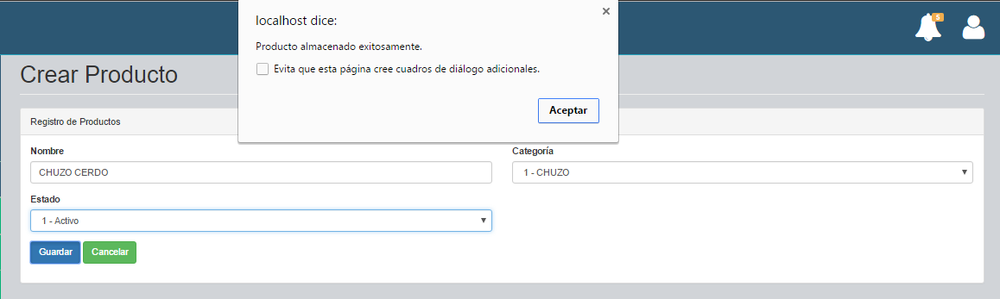 localhost dice:
Producto almacenado exitosamente.
Evita que esta página cree cuadros de diálogo adicionales.
Aceptar
5
Crear Producto
Registro de Productos
Nombre
Categoría
CHUZO CERDO
1 - CHUZO
Estado
1 - Activo
Guardar
Cancelar